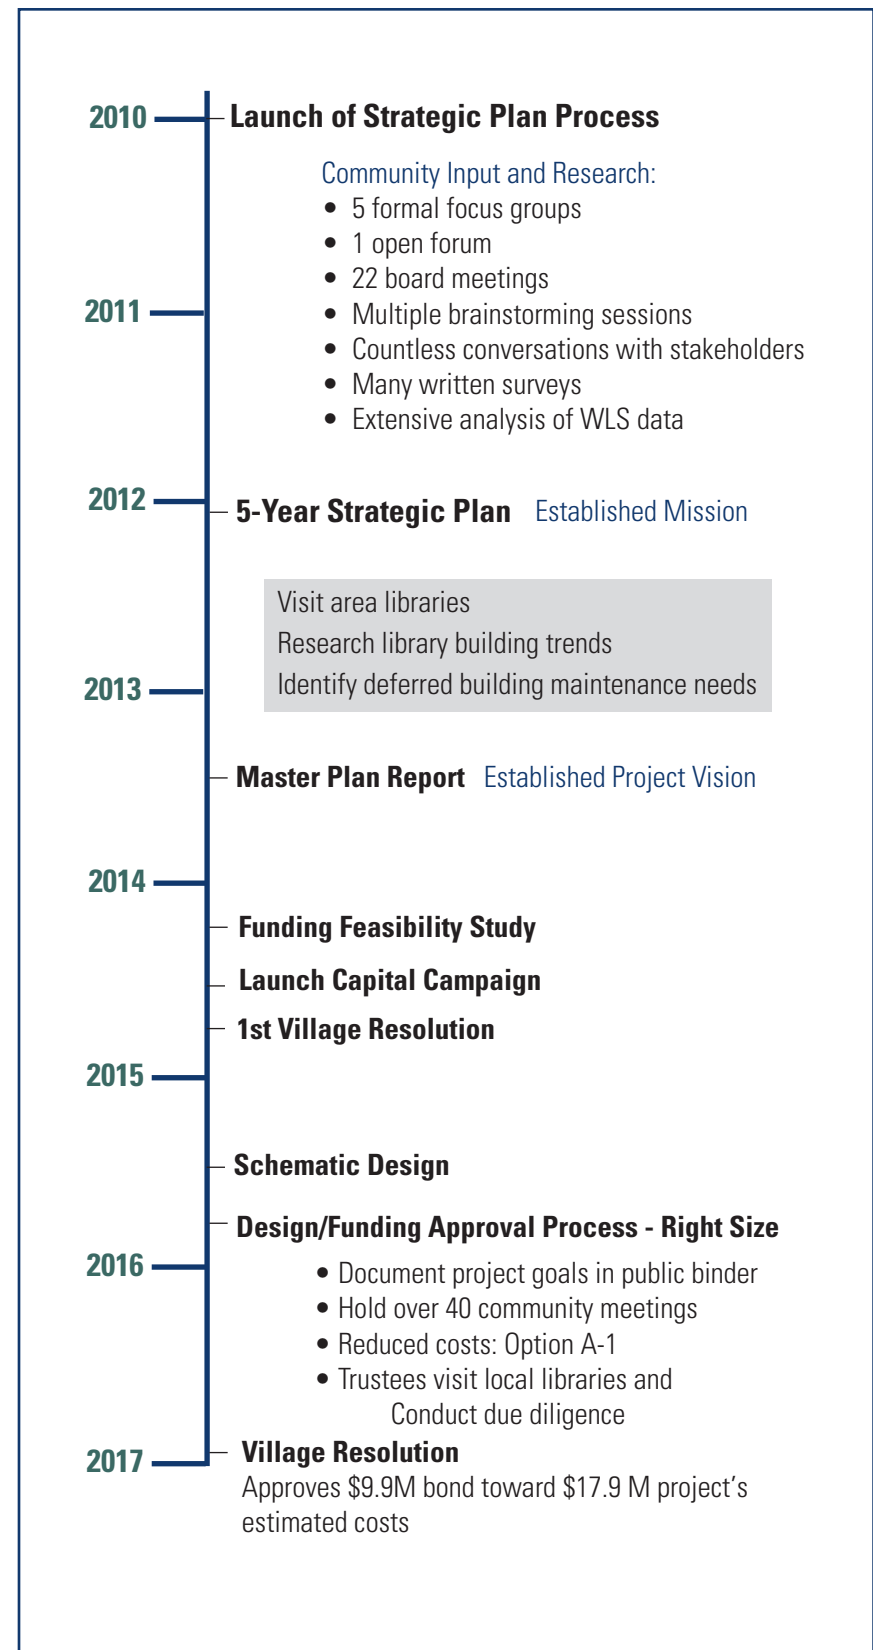 2010 Launch of Strategic Plan Process
Community Input and Research:
• 5 formal focus groups
• 1 open forum
• 22 board meetings
2011
• Multiple brainstorming sessions
• Countless conversations with stakeholders
• Many written surveys
• Extensive analysis of WLS data
2012
5-Year Strategic Plan Established Mission
Visit area libraries
Research library building trends
Identify deferred building maintenance needs
2013
Master Plan Report Established Project Vision
2014
Funding Feasibility Study
Launch Capital Campaign
1st Village Resolution
2015
Schematic Design
Design/Funding Approval Process - Right Size
2016
• Document project goals in public binder
• Hold over 40 community meetings
• Reduced costs: Option A-1
• Trustees visit local libraries and
Conduct due diligence
Village Resolution
2017
Approves $9.9M bond toward $17.9 M project’s
estimated costs